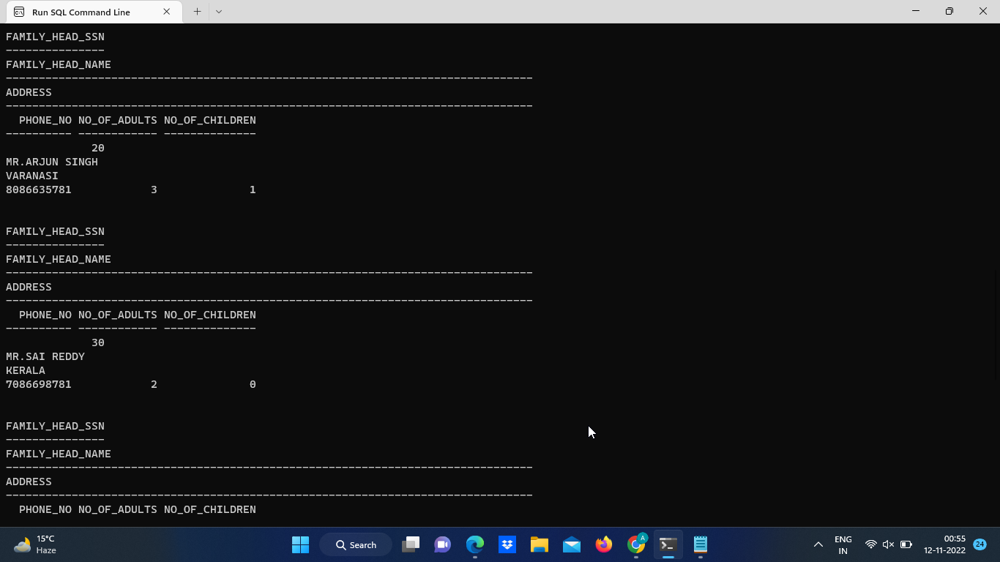 Run SQL Command Line
FAMILY_HEAD_SSN
---------------
FAMILY_HEAD_NAME
--------------------------------------------------------------------------------
ADDRESS
--------------------------------------------------------------------------------
  PHONE_NO NO_OF_ADULTS NO_OF_CHILDREN
---------- ------------ --------------
             20
MR.ARJUN SINGH
VARANASI
8086635781            3              1
FAMILY_HEAD_SSN
---------------
FAMILY_HEAD_NAME
--------------------------------------------------------------------------------
ADDRESS
--------------------------------------------------------------------------------
  PHONE_NO NO_OF_ADULTS NO_OF_CHILDREN
---------- ------------ --------------
             30
MR.SAI REDDY
KERALA
7086698781            2              0
FAMILY_HEAD_SSN
---------------
FAMILY_HEAD_NAME
--------------------------------------------------------------------------------
ADDRESS
--------------------------------------------------------------------------------
  PHONE_NO NO_OF_ADULTS NO_OF_CHILDREN
15°C
Haze
Search
A
ENG
IN
00:55
12-11-2022
24